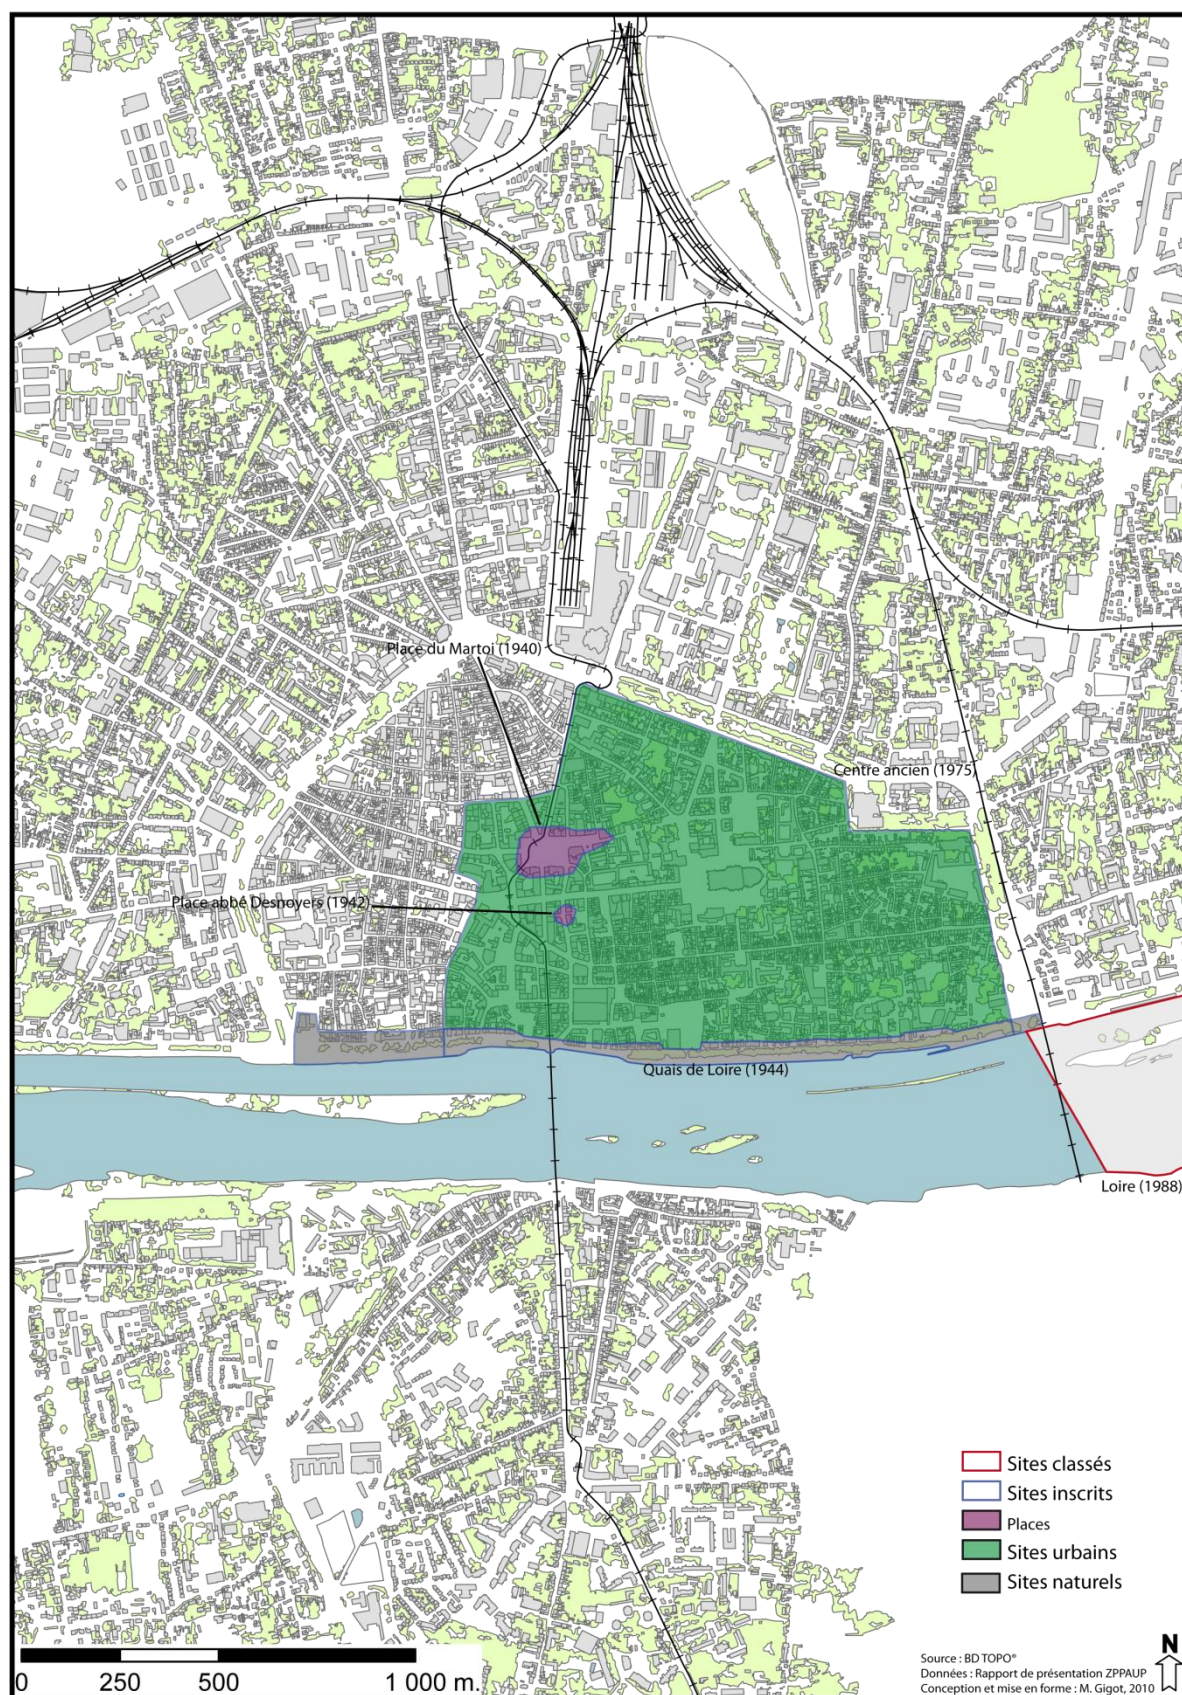 Place du Martoi (1940)
Centre ancien (1975)
Place abbé Desnoyers (1942)
Quais de Loire (1944)
Loire (1988)
Sites classés
Sites inscrits
Places
Sites urbains
Sites naturels
0 250 500 1 000 m.
N
Source : BD TOPO®
Données : Rapport de présentation ZPPAUP
Conception et mise en forme : M. Gigot, 2010